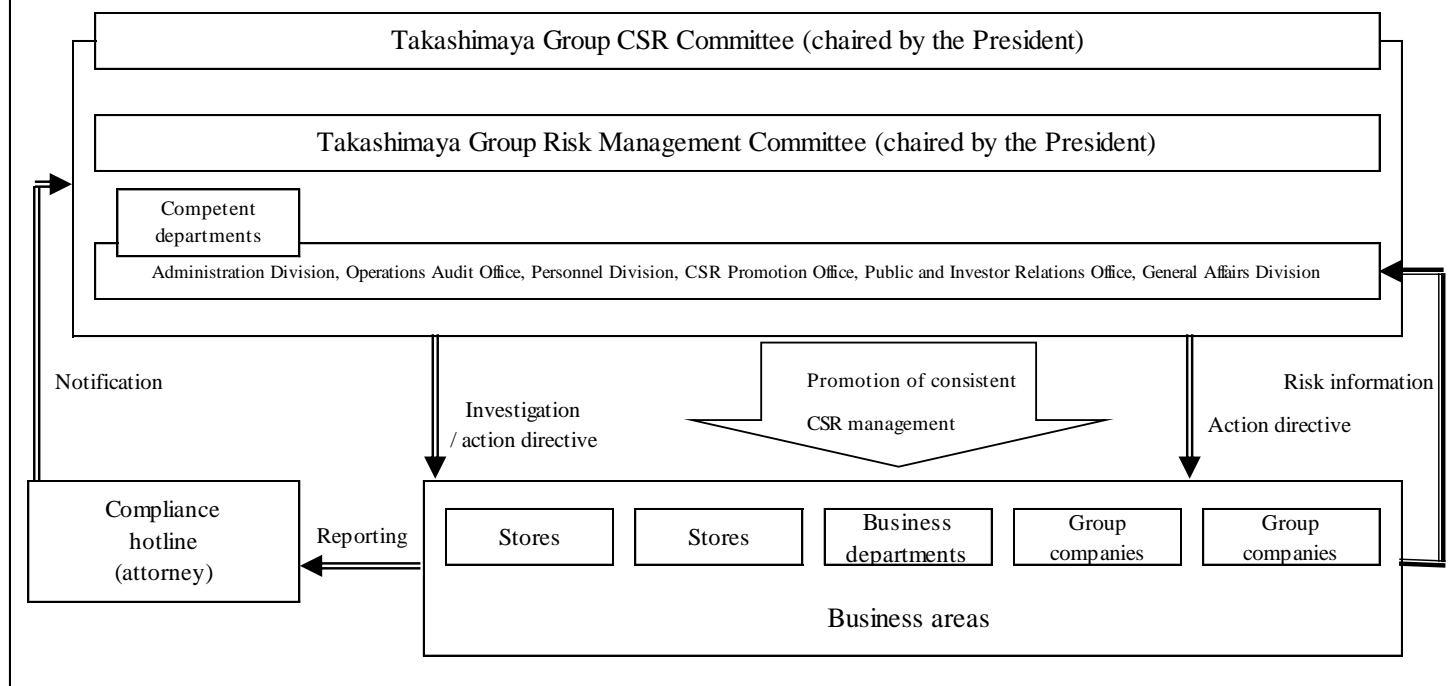 Takashimaya Group CSR Committee (chaired by the President)
Takashimaya Group Risk Management Committee (chaired by the President)
Competent
departments
Administration Division, Operations Audit Office, Personnel Division, CSR Promotion Office, Public and Investor Relations Office, General Affairs Division
Notification
Investigation
/ action directive
Promotion of consistent
CSR management
Risk information
Action directive
Compliance
hotline
(attorney)
Reporting
Stores
Stores
Business
departments
Group
companies
Group
companies
Business areas